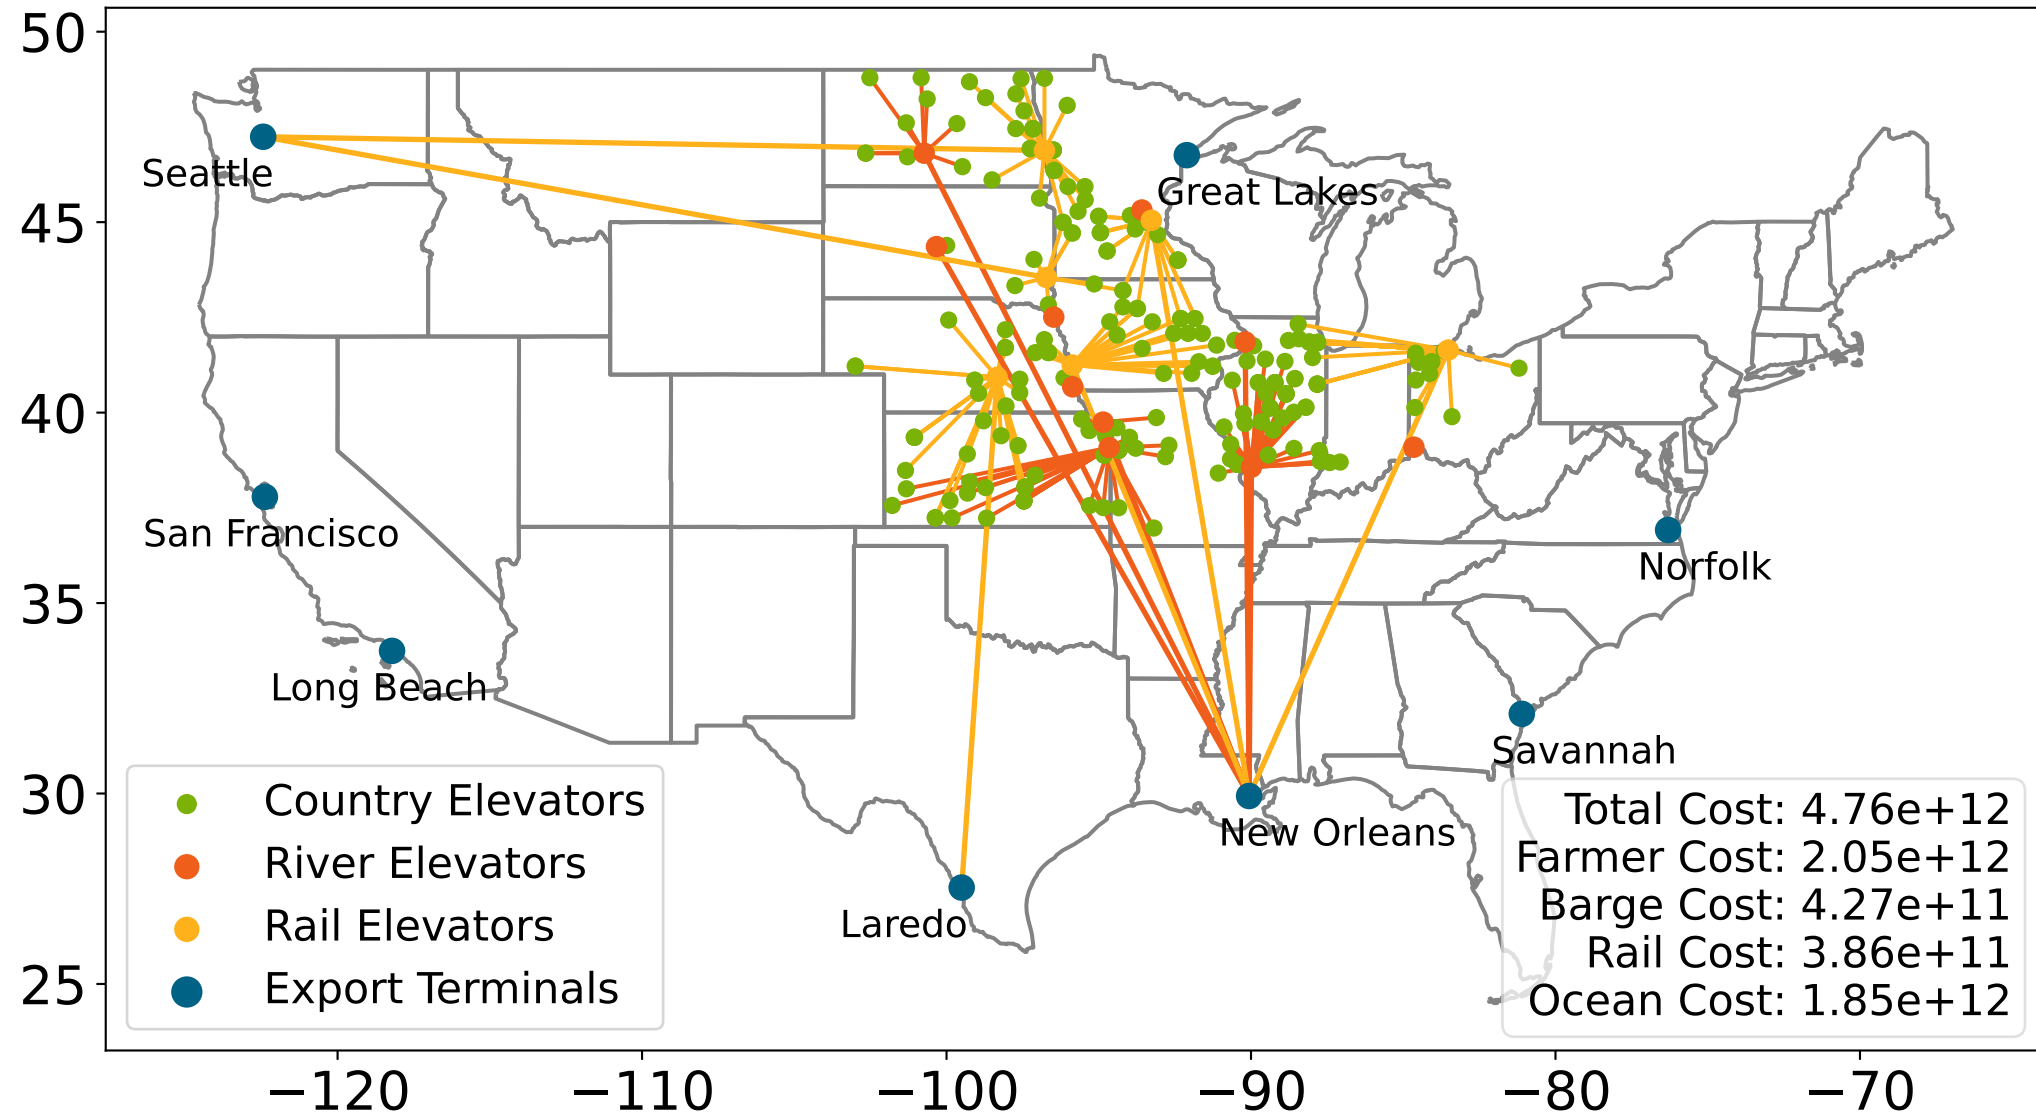 50
45
40
35
30
25
−120
−110
−100
−90
−80
−70
Seattle
Great Lakes
San Francisco
Norfolk
Long Beach
Savannah
New Orleans
Laredo
Country Elevators
River Elevators
Rail Elevators
Export Terminals
Total Cost: 4.76e+12
Farmer Cost: 2.05e+12
Barge Cost: 4.27e+11
Rail Cost: 3.86e+11
Ocean Cost: 1.85e+12